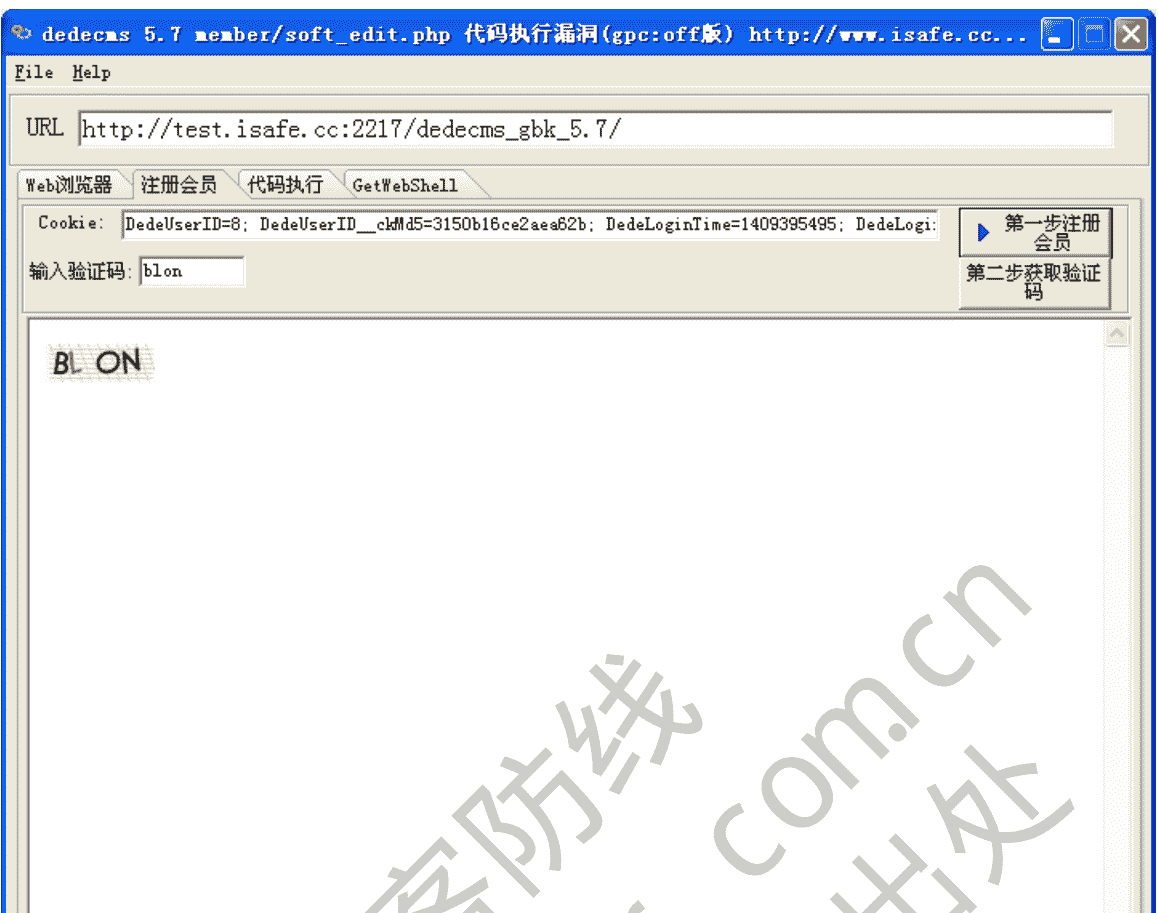 dedecms 5.7 member/soft_edit.php 代码执行漏洞(gpc:off版) http://www.isafe.cc...
File Help
URL http://test.isafe.cc:2217/dedecms_gbk_5.7/
Web浏览器 注册会员 代码执行 GetWebShell
Cookie: DedeUserID=8; DedeUserID__ckMd5=3150b16ce2aea62b; DedeLoginTime=1409395495; DedeLogi:
第一步注册
会员
输入验证码: blon
第二步获取验证
码
BL ON
客防线
com.cn
出处